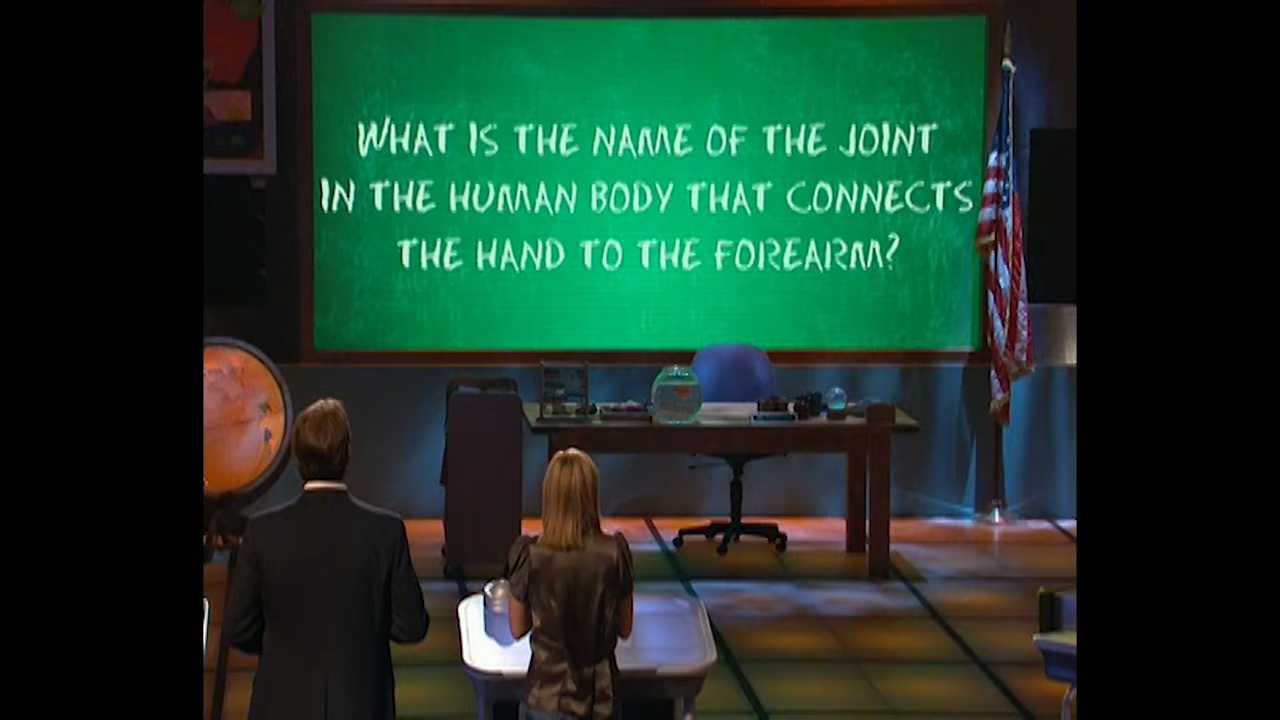 WHAT IS THE NAME OF THE JOINT
IN THE HUMAN BODY THAT CONNECTS
THE HAND TO THE FOREARM?